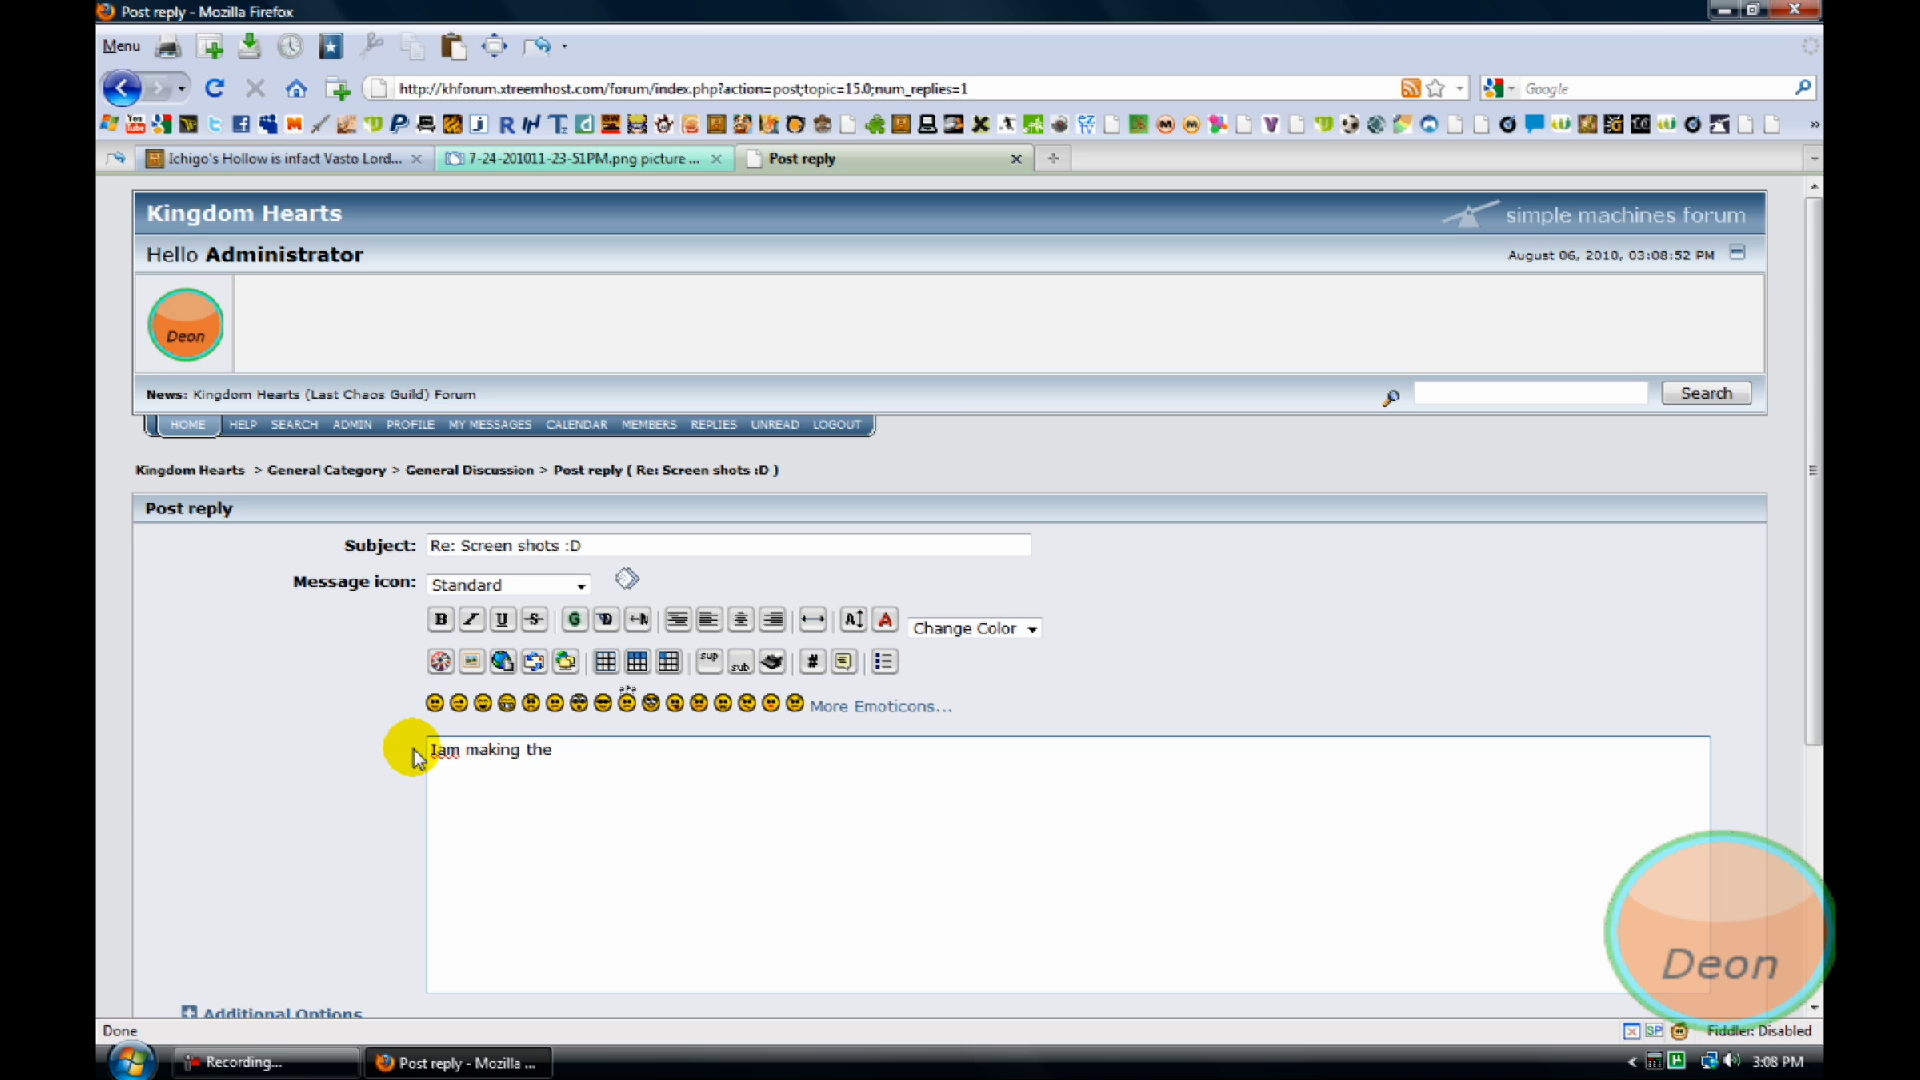 Post reply - Mozilla Firefox
Menu
http://khforum.xtreemhost.com/forum/index.php?action=post;topic=15.0;num_replies=1
Google
Ichigo's Hollow is infact Vasto Lord...
7-24-201011-23-51PM.png picture ...
Post reply
Kingdom Hearts
simple machines forum
Hello Administrator
August 06, 2010, 03:08:52 PM
Deon
News: Kingdom Hearts (Last Chaos Guild) Forum
Search
HOME HELP SEARCH ADMIN PROFILE MY MESSAGES CALENDAR MEMBERS REPLIES UNREAD LOGOUT
Kingdom Hearts > General Category > General Discussion > Post reply ( Re: Screen shots :D )
Post reply
Subject: Re: Screen shots :D
Message icon: Standard
Change Color
sup
sub
More Emoticons...
Iam making the
Deon
Additional Options
Done
Fiddler: Disabled
Recording...
Post reply - Mozilla ...
3:08 PM